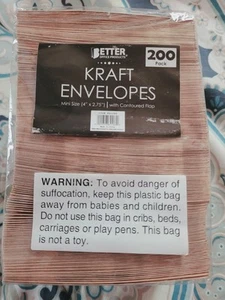 BETTER
OFFICE PRODUCTS
200
Pack
KRAFT
ENVELOPES
Mini Size (4" x 2.75") | with Contoured Flap
WARNING: To avoid danger of
suffocation, keep this plastic bag
away from babies and children.
Do not use this bag in cribs, beds,
carriages or play pens. This bag
is not a toy.